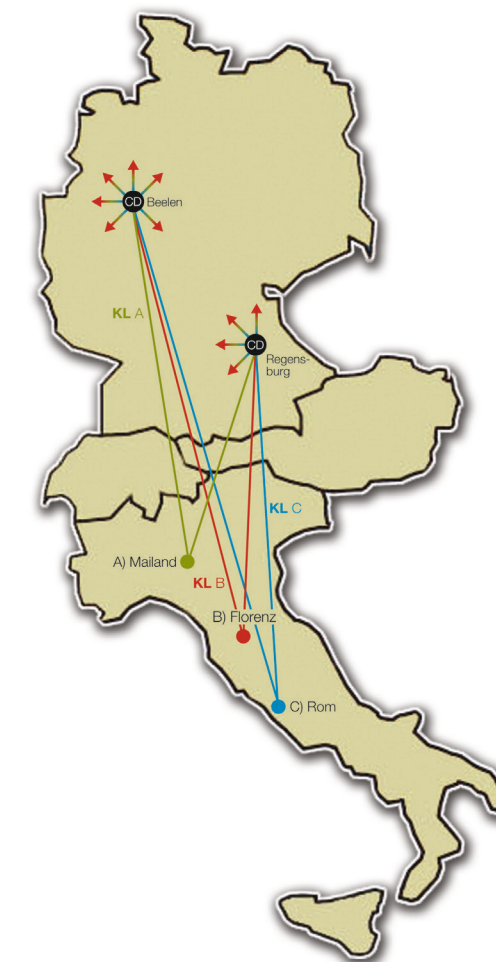 CD Beelen
KL A
CD
Regens-
burg
KL C
A) Mailand
KL B
B) Florenz
C) Rom